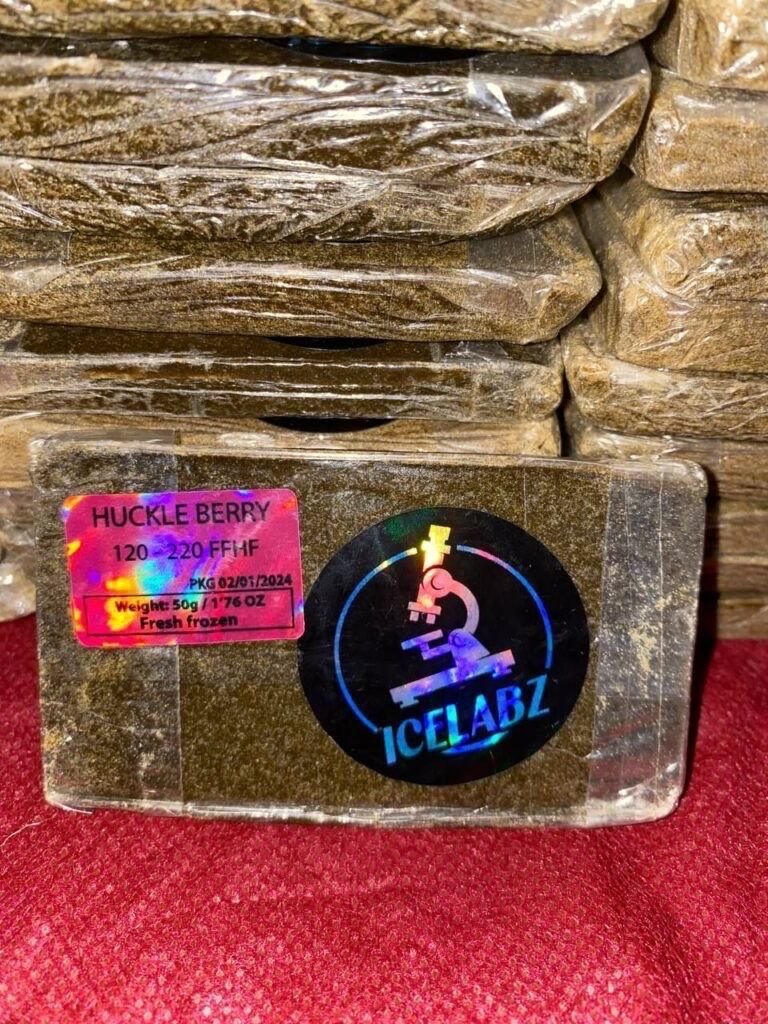 HUCKLE BERRY
120 - 220 FFHF
PKG 02/01/2024
Weight: 50g / 1'76 OZ
Fresh frozen
ICELABZ